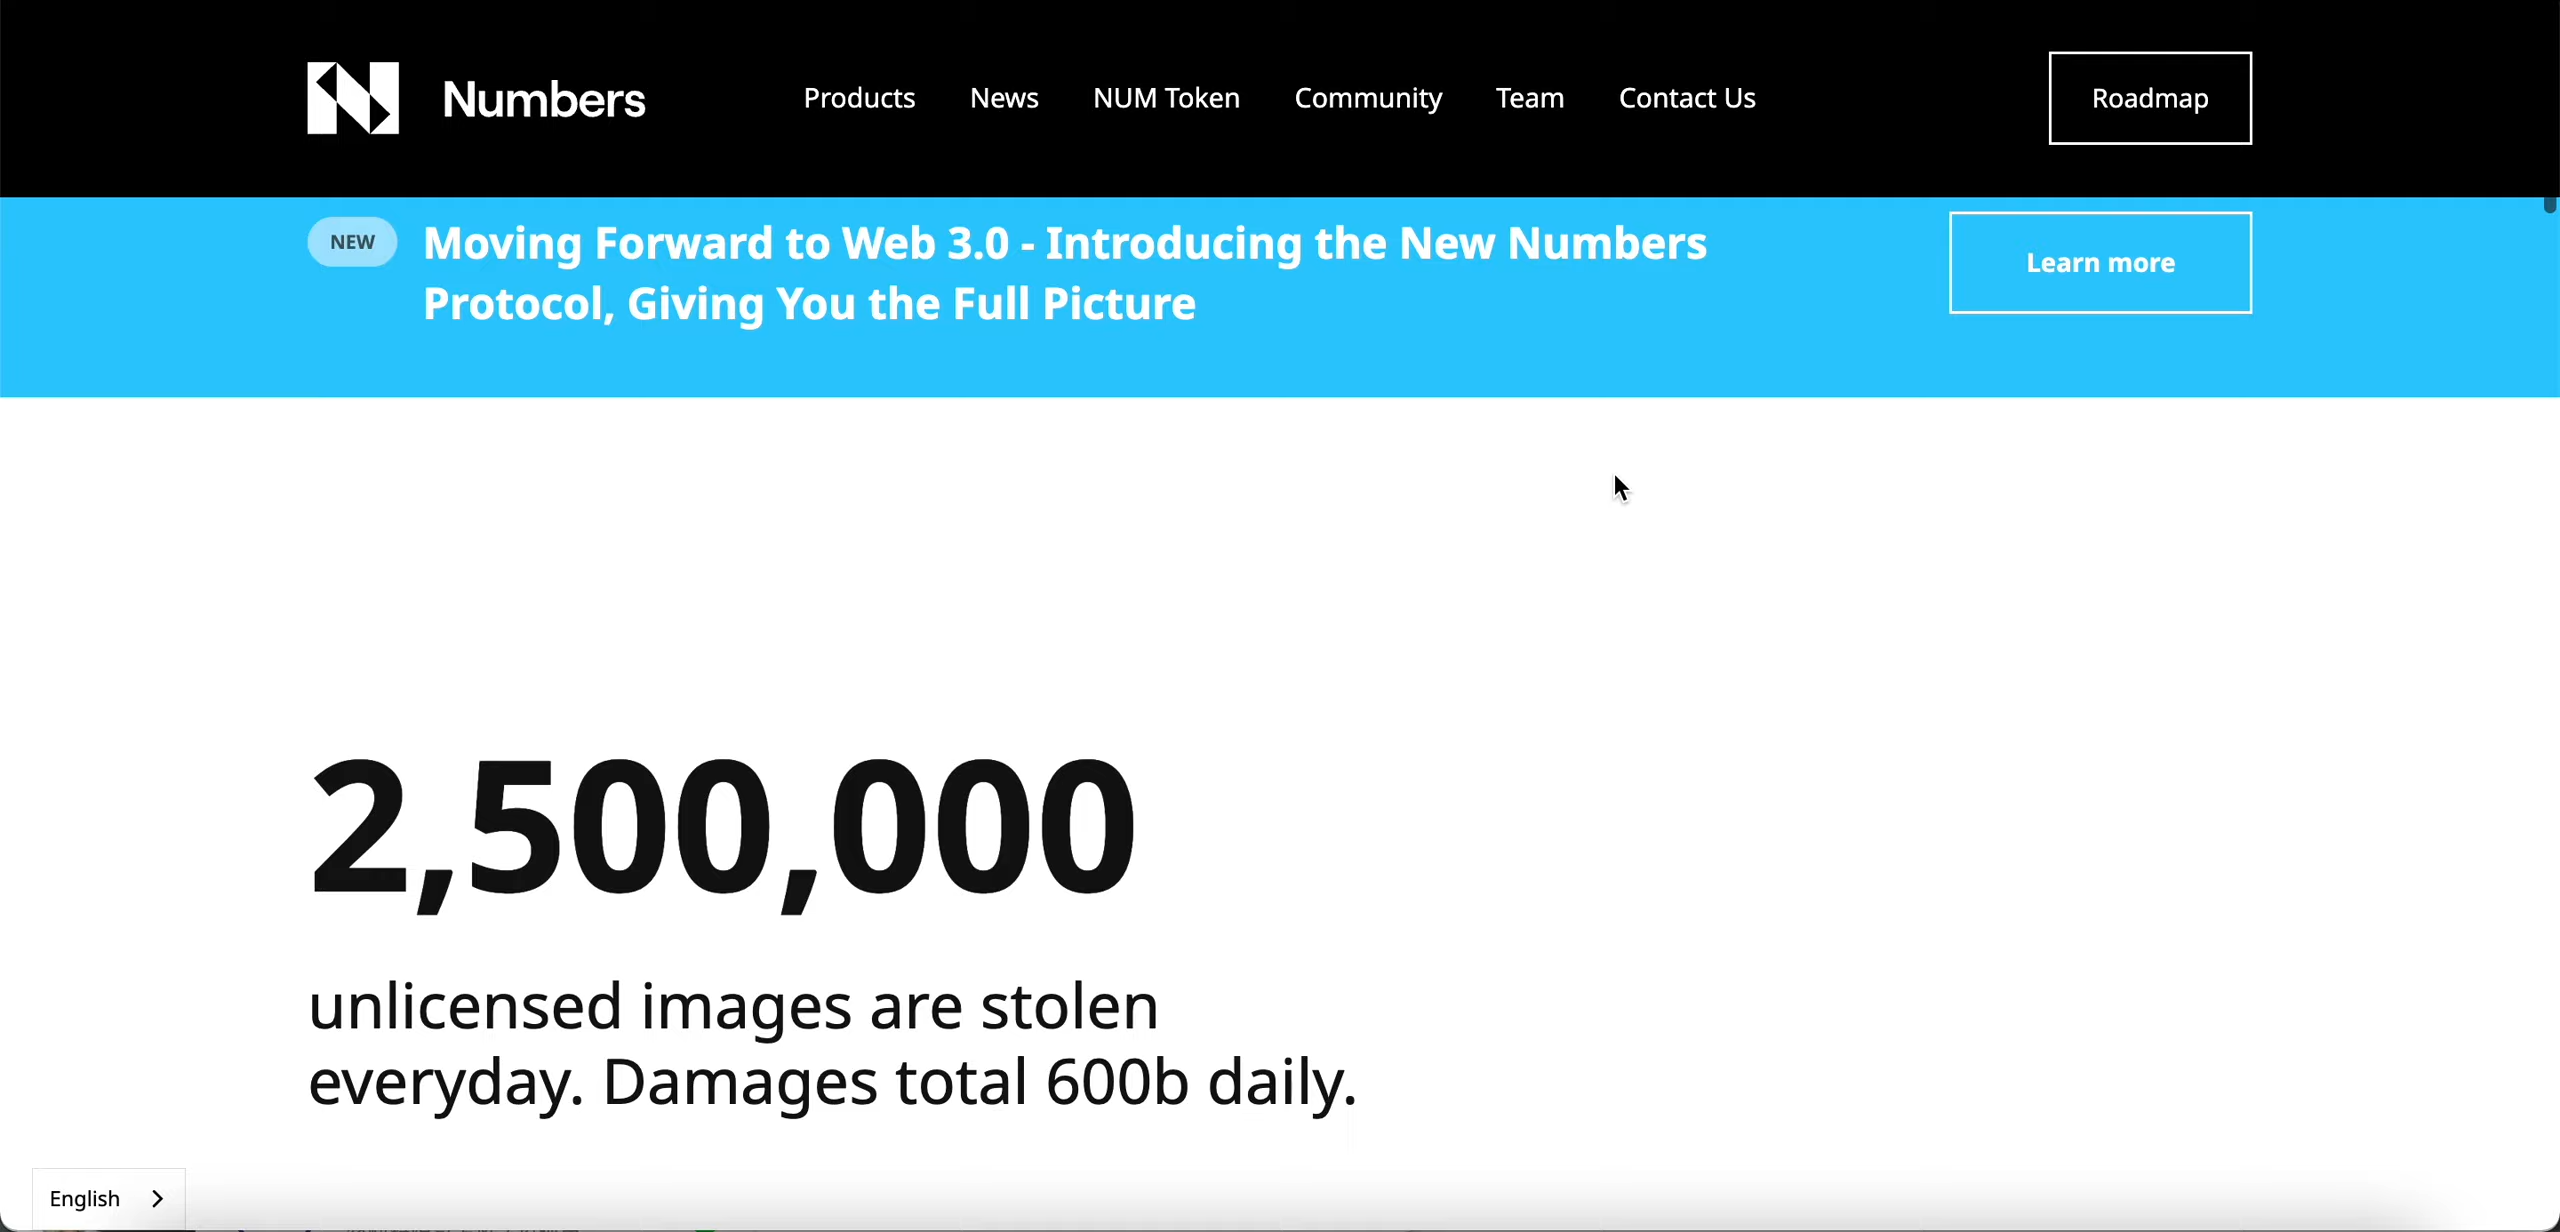 Numbers
Products
News
NUM Token
Community
Team
Contact Us
Roadmap
NEW
Moving Forward to Web 3.0 - Introducing the New Numbers
Protocol, Giving You the Full Picture
Learn more
2,500,000
unlicensed images are stolen
everyday. Damages total 600b daily.
English